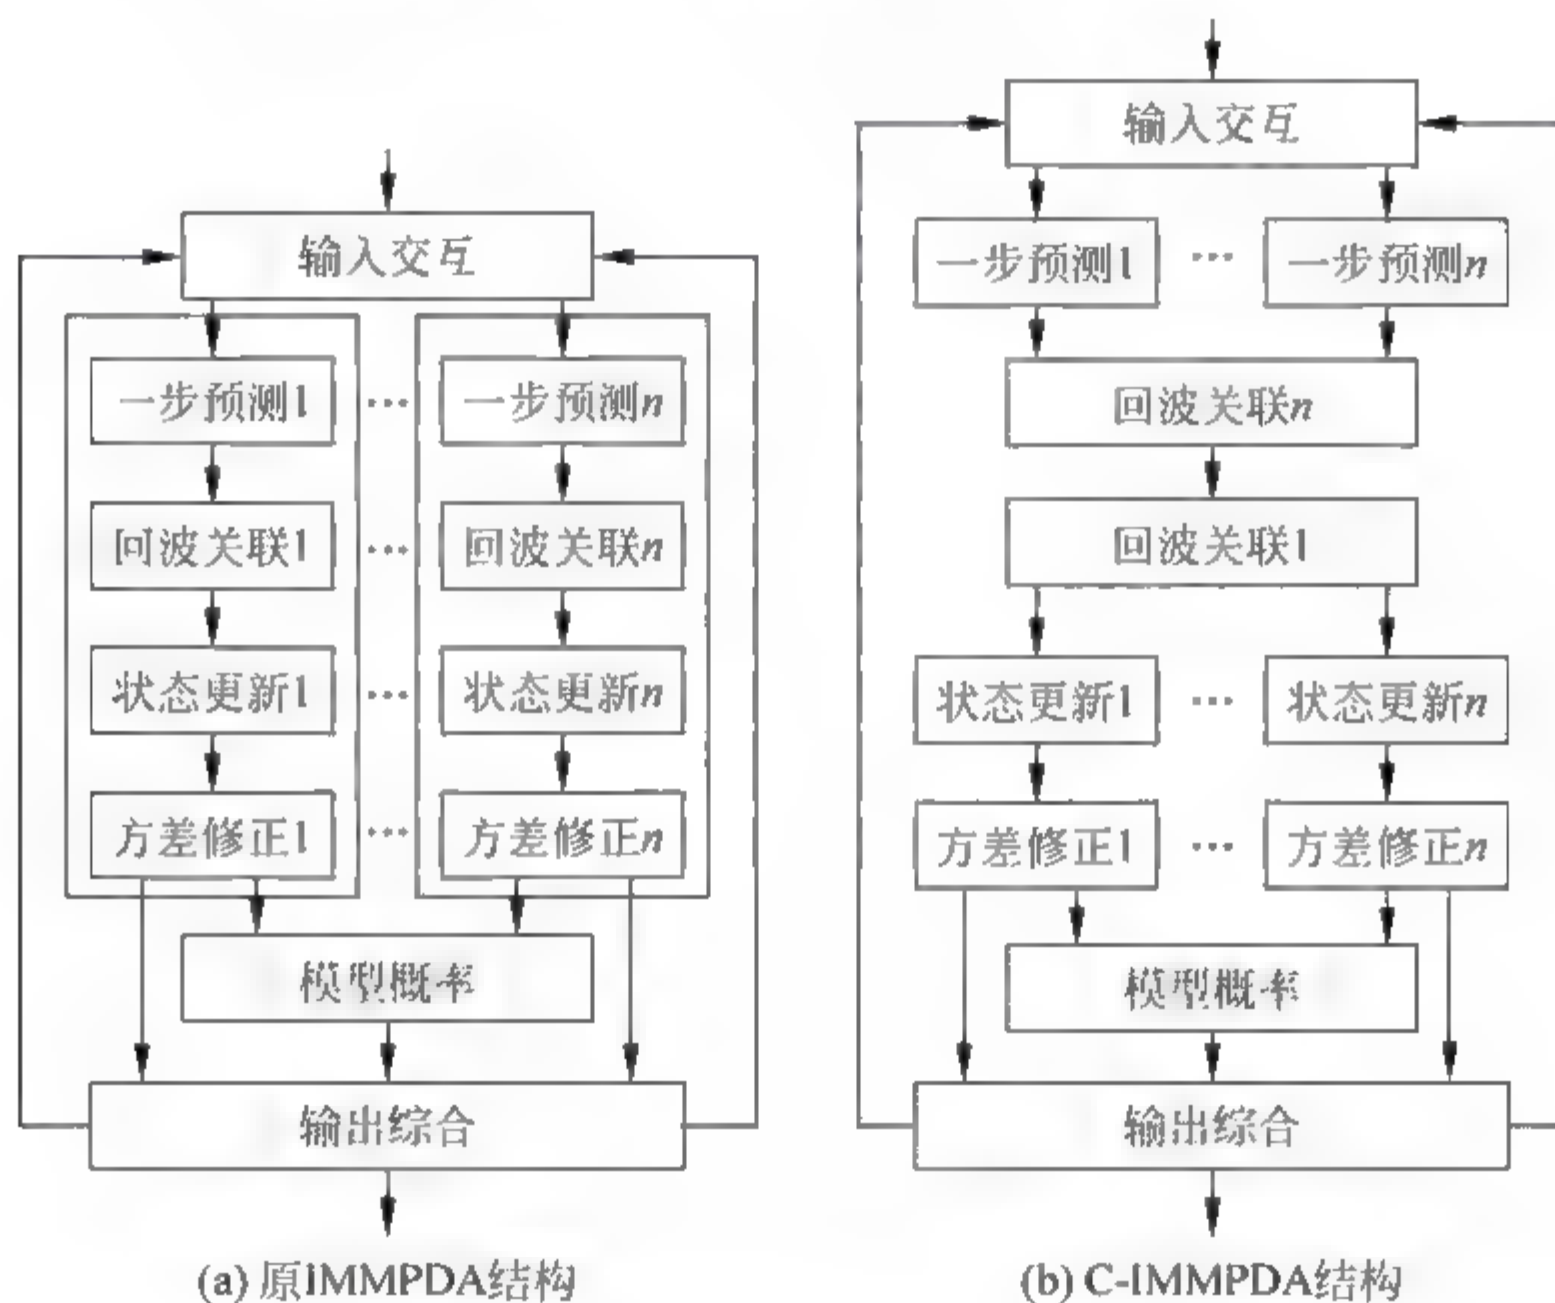 输入交互
一步预测1 … 一步预测n
回波关联1 … 回波关联n
状态更新1 … 状态更新n
方差修正1 … 方差修正n
模型概率
输出综合
(a) 原IMMPDA结构
输入交互
一步预测1 … 一步预测n
回波关联n
回波关联1
状态更新1 … 状态更新n
方差修正1 … 方差修正n
模型概率
输出综合
(b) C-IMMPDA结构